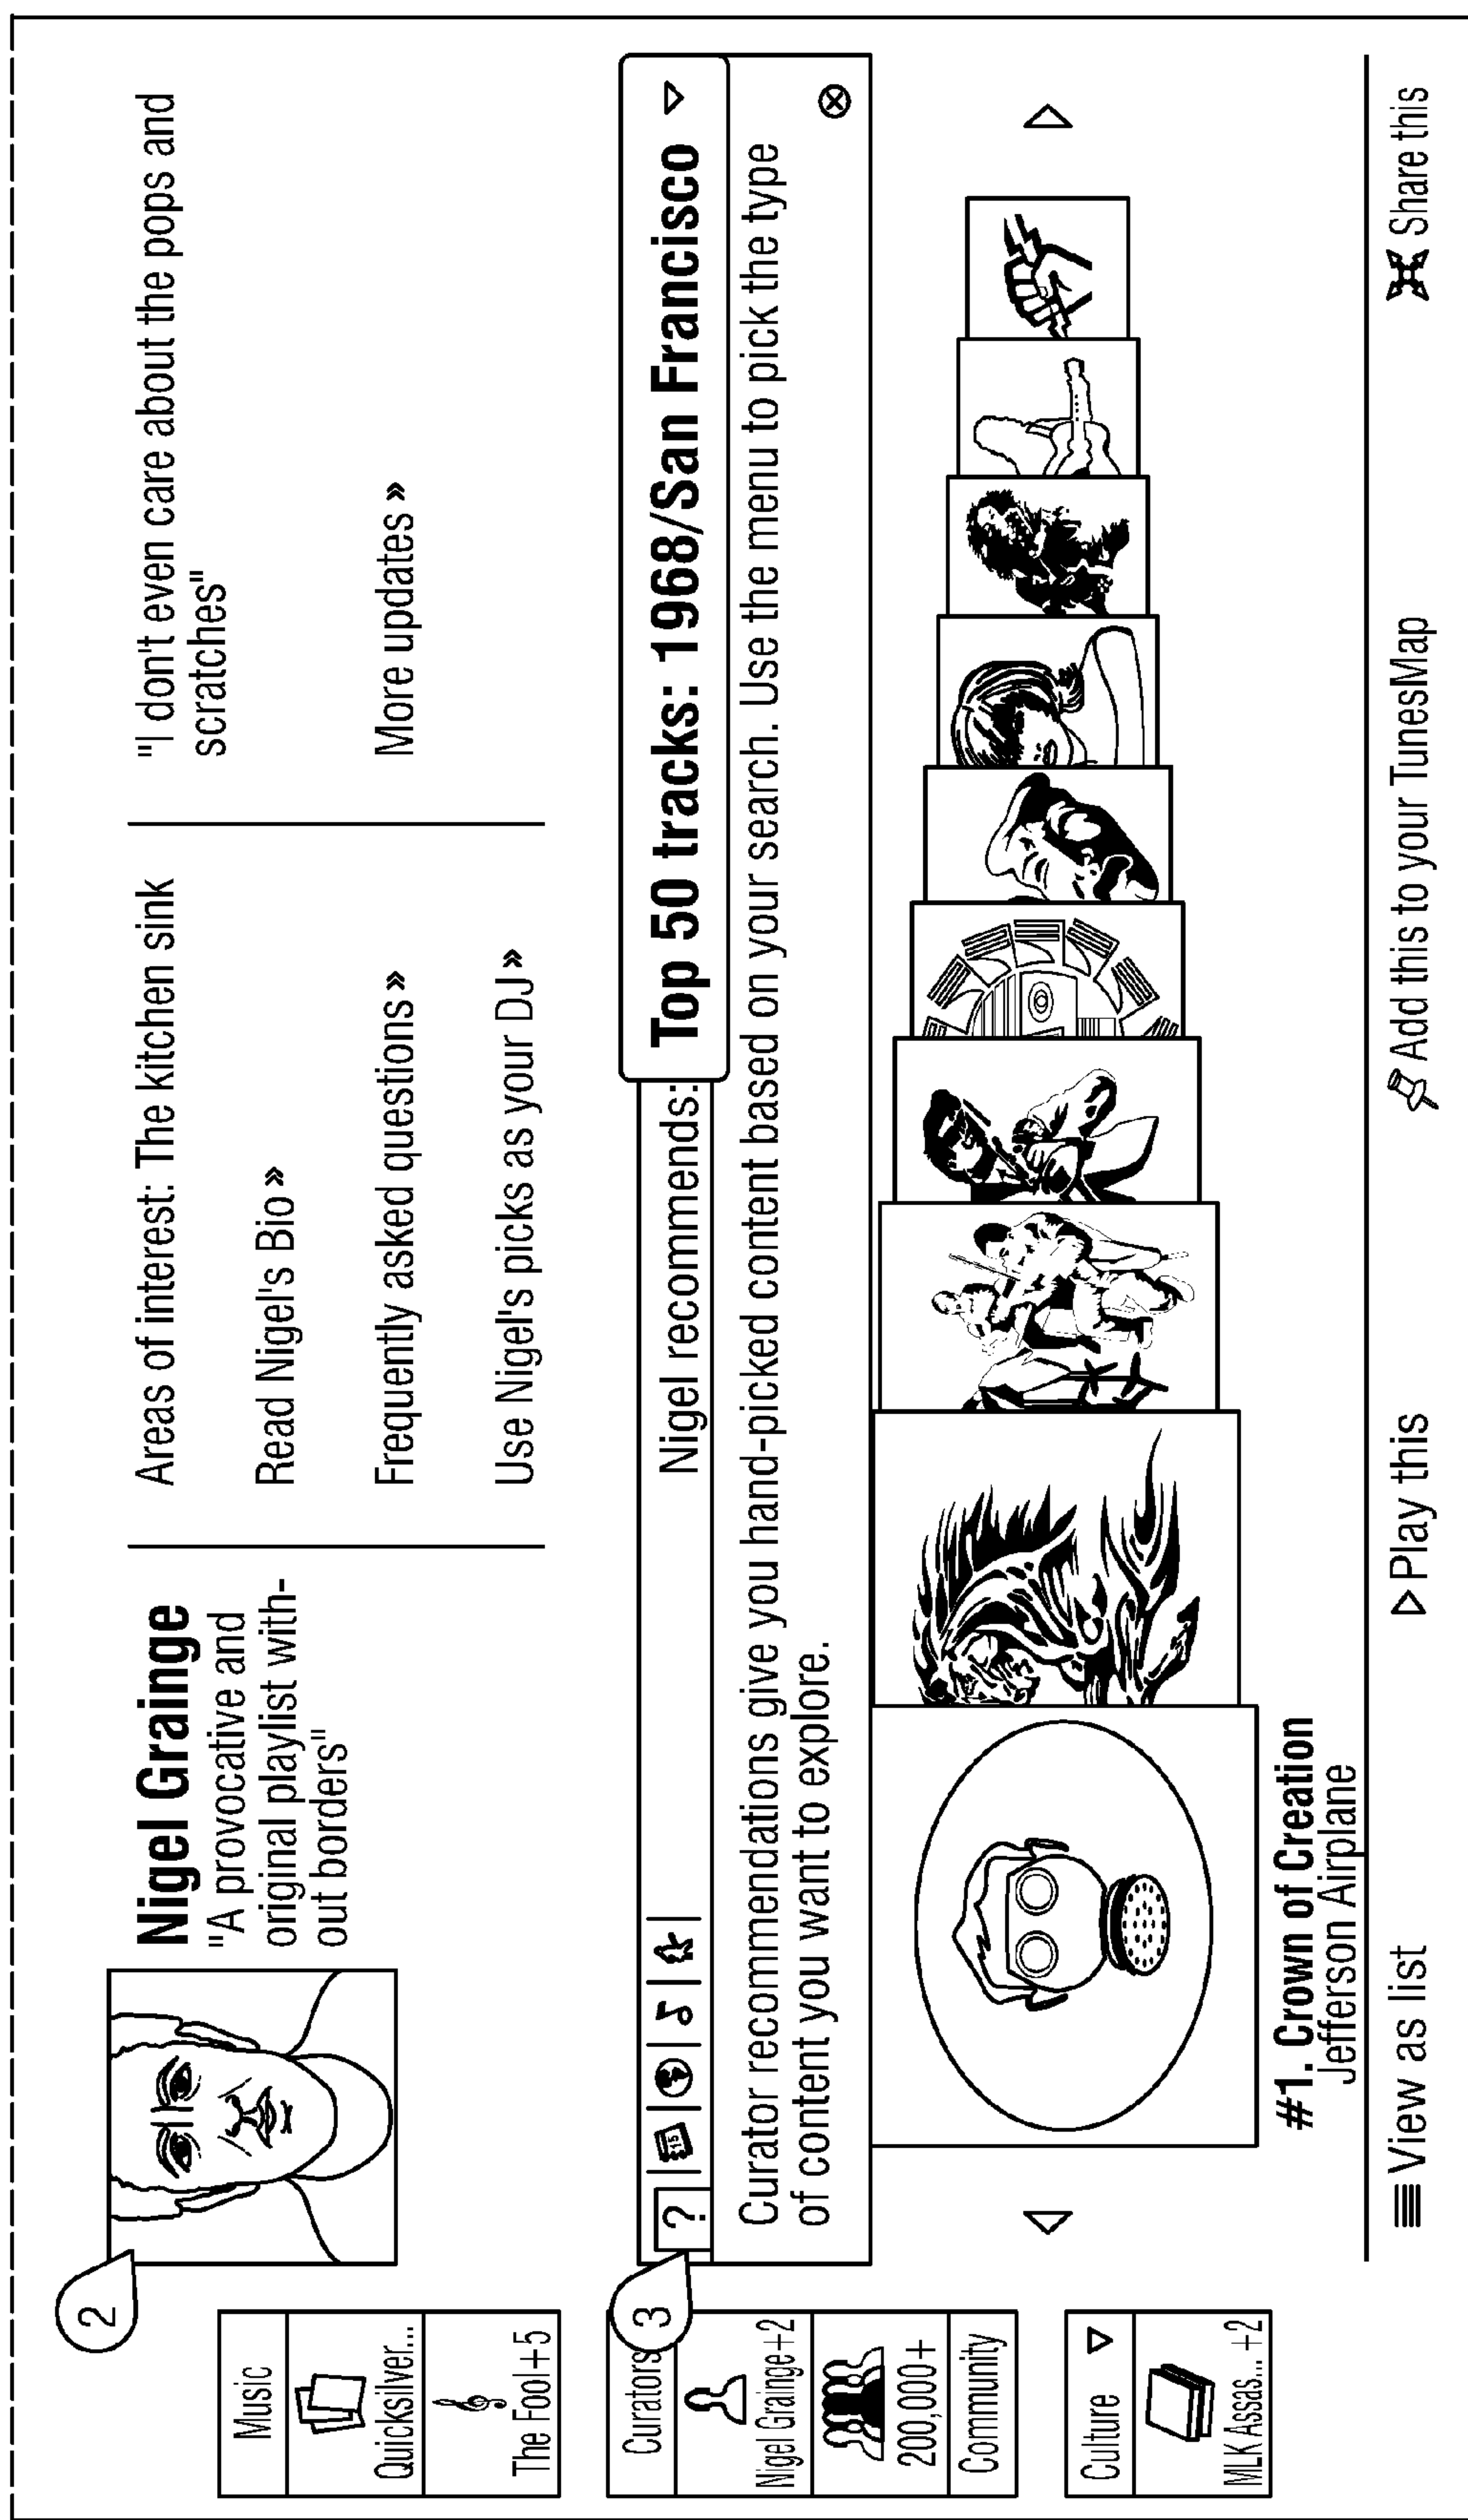 2
Nigel Grainge
"A provocative and
original playlist with-
out borders"
Areas of interest: The kitchen sink
Read Nigel's Bio »
Frequently asked questions »
Use Nigel's picks as your DJ »
"I don't even care about the pops and
scratches"
More updates »
Music
Quicksilver...
The Fool+5
3
Curators
Nigel Grainge+2
200,000+
Community
Culture
MLK Assas... +2
?
15
Nigel recommends:
Top 50 tracks: 1968/San Francisco
Curator recommendations give you hand-picked content based on your search. Use the menu to pick the type
of content you want to explore.
#1. Crown of Creation
Jefferson Airplane
View as list
Play this
Add this to your TunesMap
Share this